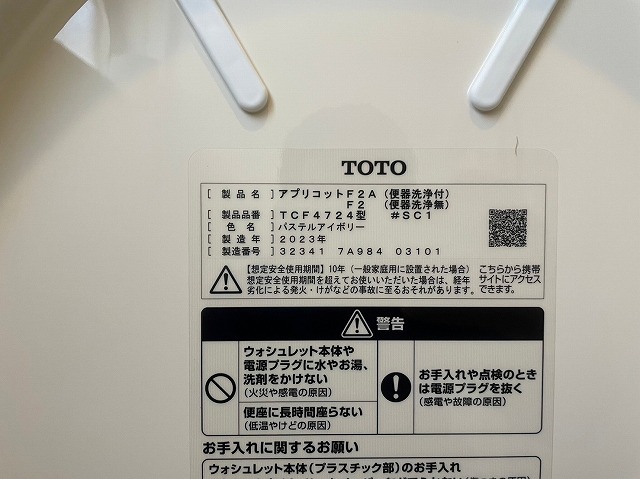 TOTO
[製品名] アプリコットF2A(便器洗浄付)
F2 (便器洗浄無)
[製品品番] TCF4724型 #SC1
[色名] パステルアイボリー
[製造年] 2023年
[製造番号] 32341 7A984 03101
【想定安全使用期間】10年(一般家庭用に設置された場合)
想定安全使用期間を超えてお使いいただいた場合は、経年
劣化による発火・けがなどの事故に至るおそれがあります。
こちらから携帯
サイトにアクセス
できます。
警告
ウォシュレット本体や
電源プラグに水やお湯、
洗剤をかけない
(火災や感電の原因)
便座に長時間座らない
(低温やけどの原因)
お手入れや点検のとき
は電源プラグを抜く
(感電や故障の原因)
お手入れに関するお願い
ウォシュレット本体(プラスチック部)のお手入れ